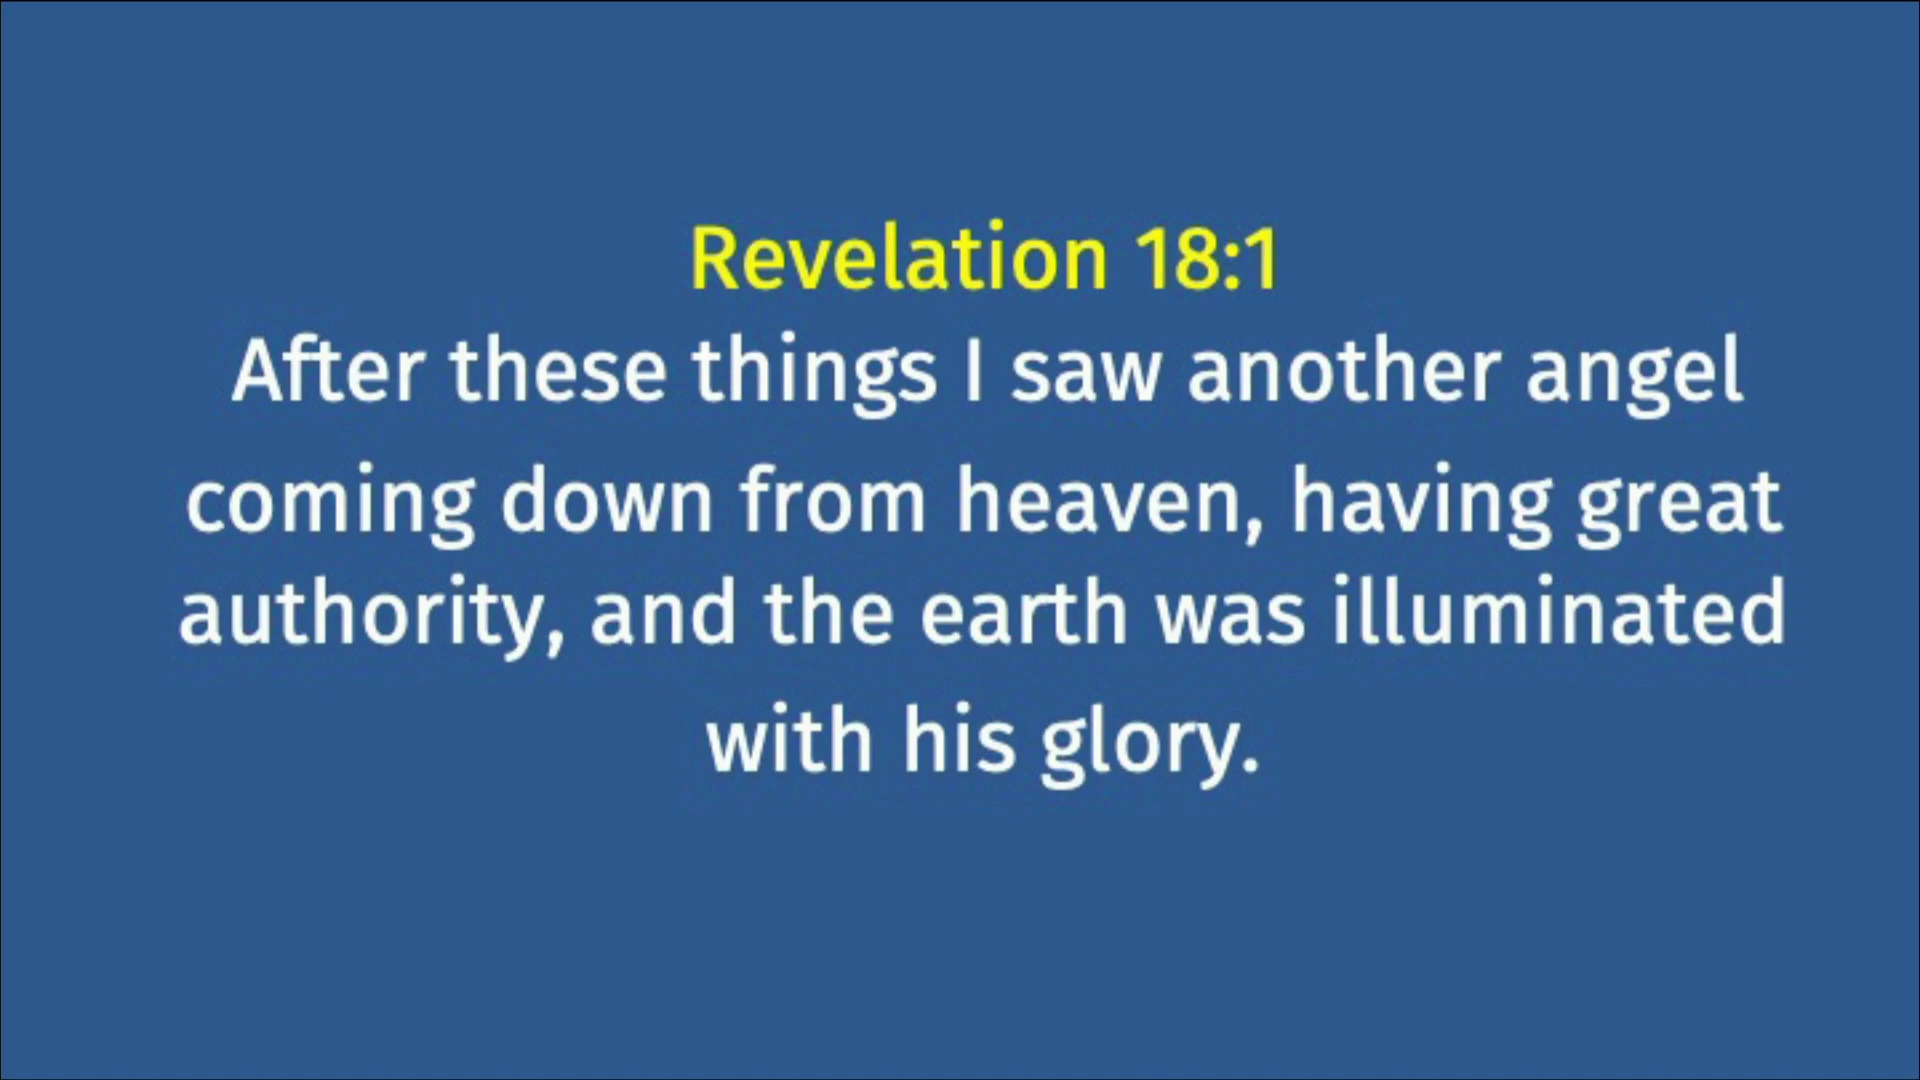 Revelation 18:1
After these things I saw another angel
coming down from heaven, having great
authority, and the earth was illuminated
with his glory.